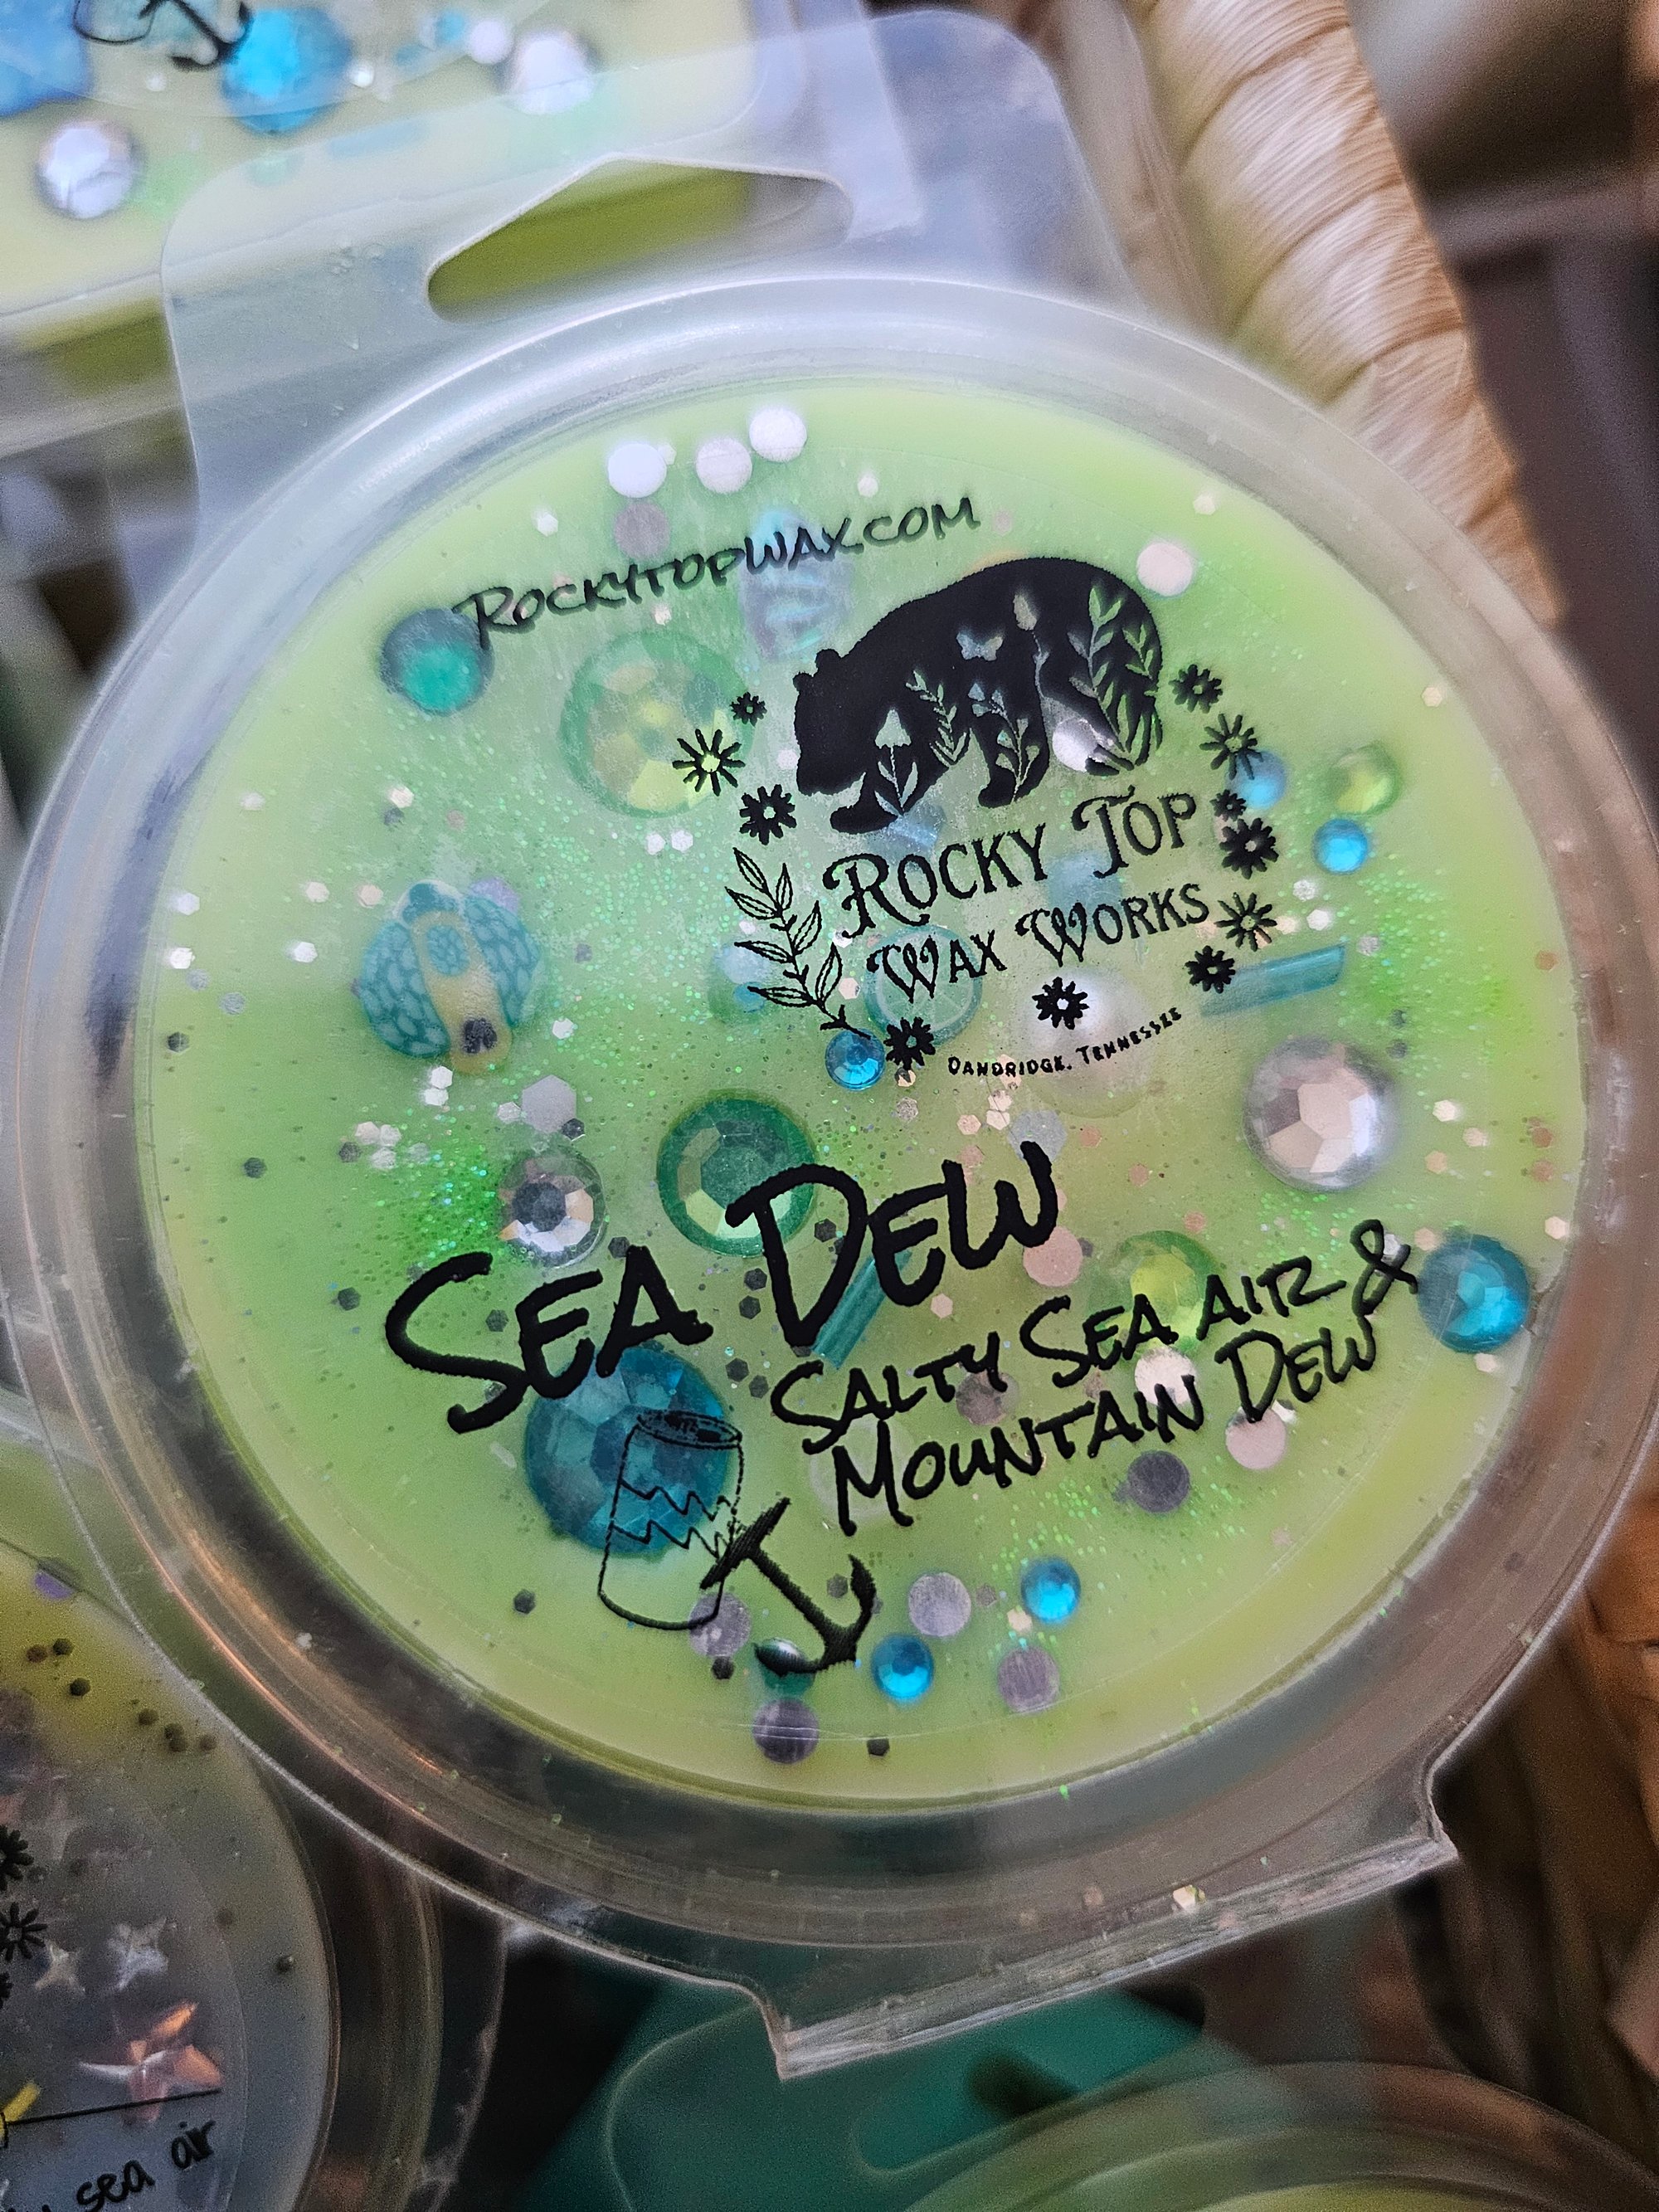 Rockytopwax.com
Rocky Top
Wax Works
Dandridge, Tennessee
Sea Dew
Salty Sea air &
Mountain Dew
sea air